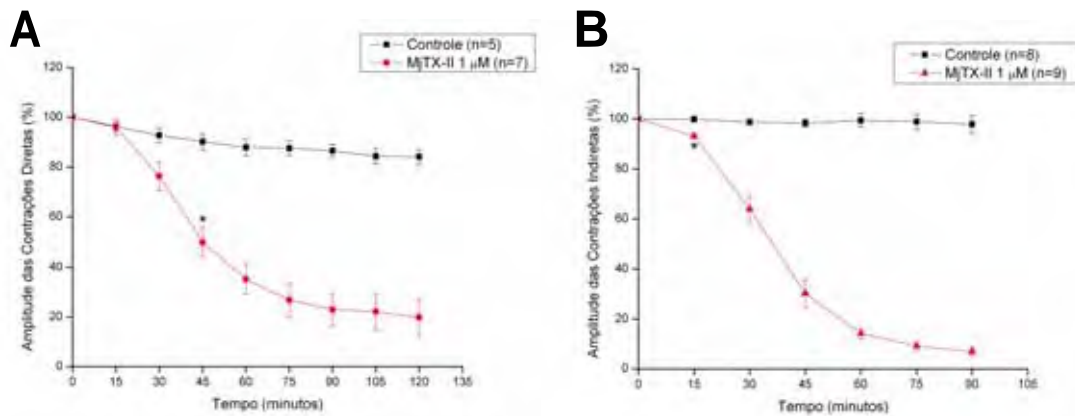 A
Controle (n=5)
MjTX-II 1 μM (n=7)
Amplitude das Contrações Diretas (%)
120
100
80
60
40
20
0
*
0 15 30 45 60 75 90 105 120 135
Tempo (minutos)
B
Controle (n=8)
MjTX-II 1 μM (n=9)
Amplitude das Contrações Indiretas (%)
120
100
80
60
40
20
0
*
0 15 30 45 60 75 90 105
Tempo (minutos)